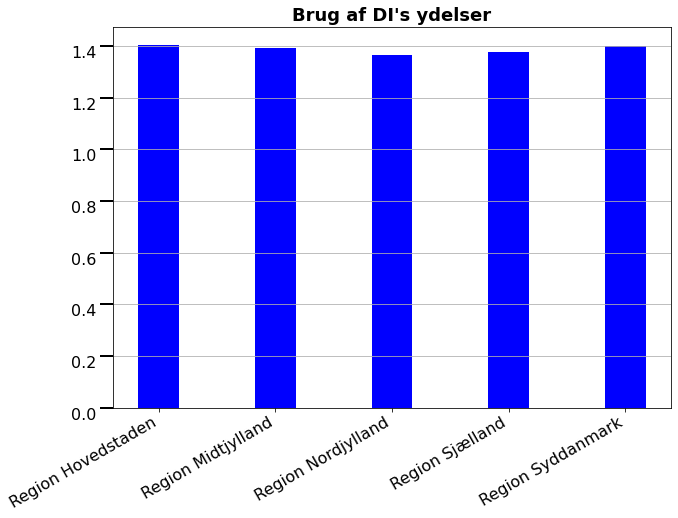 Brug af DI's ydelser
1.4
1.2
1.0
0.8
0.6
0.4
0.2
0.0
Region Hovedstaden
Region Midtjylland
Region Nordjylland
Region Sjælland
Region Syddanmark